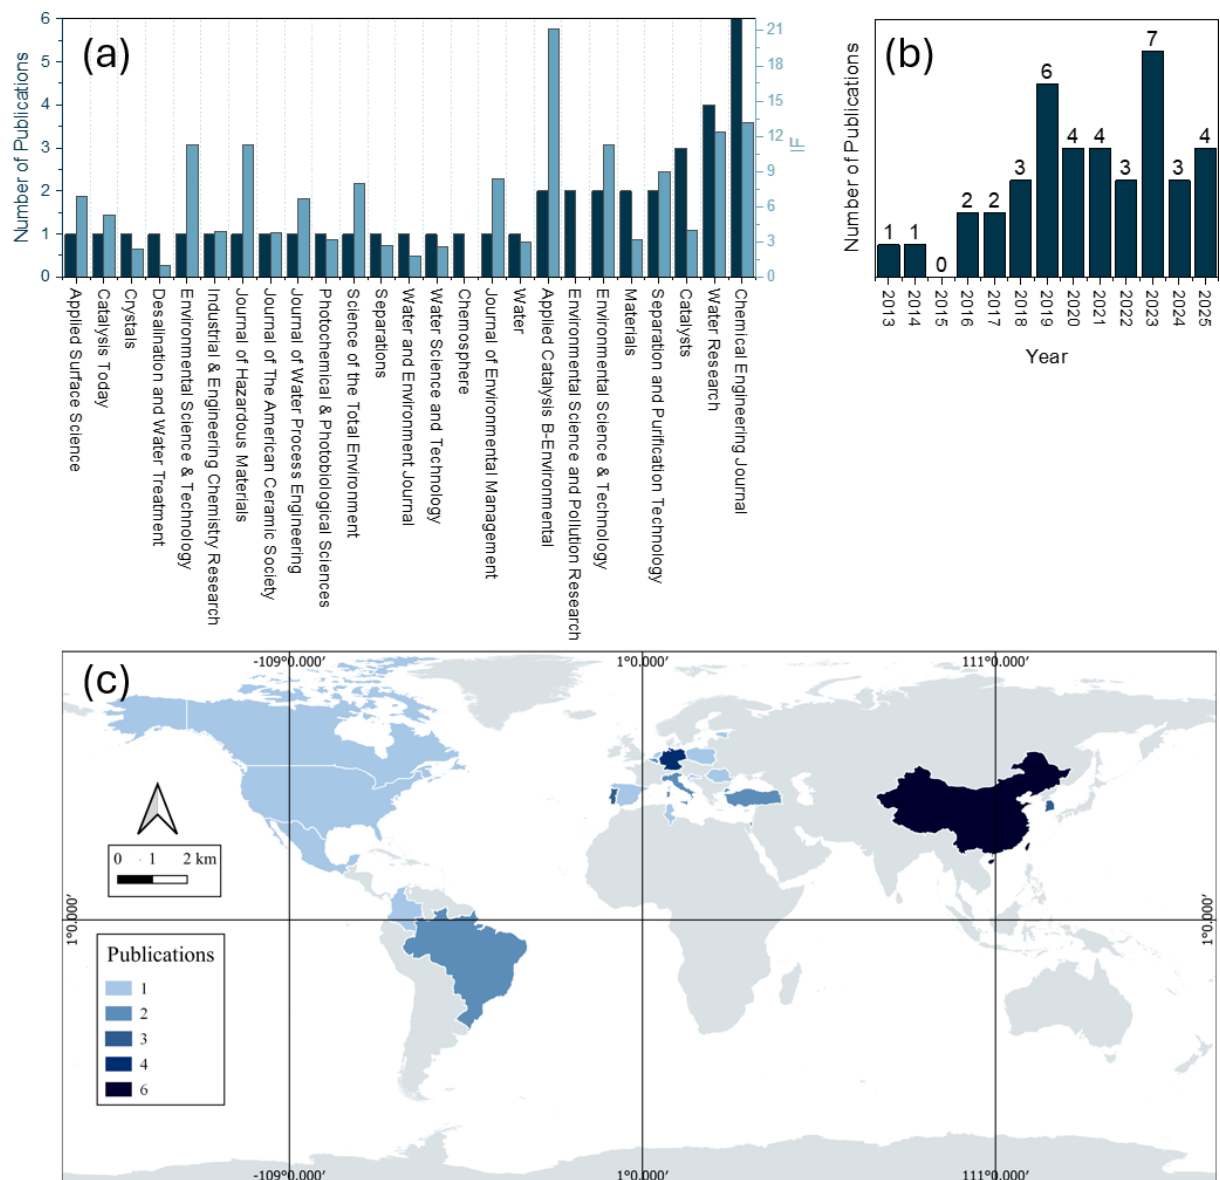 (a)
Number of Publications
6
5
4
3
2
1
0
21
18
15
12
9
6
3
0
IF
Applied Surface Science
Catalysis Today
Crystals
Desalination and Water Treatment
Environmental Science & Technology
Industrial & Engineering Chemistry Research
Journal of Hazardous Materials
Journal of The American Ceramic Society
Journal of Water Process Engineering
Photochemical & Photobiological Sciences
Science of the Total Environment
Separations
Water and Environment Journal
Water Science and Technology
Chemosphere
Journal of Environmental Management
Water
Applied Catalysis B-Environmental
Environmental Science and Pollution Research
Environmental Science & Technology
Materials
Separation and Purification Technology
Catalysts
Water Research
Chemical Engineering Journal
(b)
Number of Publications
1
1
0
2
2
3
6
4
4
3
7
3
4
2013
2014
2015
2016
2017
2018
2019
2020
2021
2022
2023
2024
2025
Year
(c)
-109°0.000′
1°0.000′
111°0.000′
0 1 2 km
1°0.000′
1°0.000′
Publications
1
2
3
4
6
-109°0.000′
1°0.000′
111°0.000′